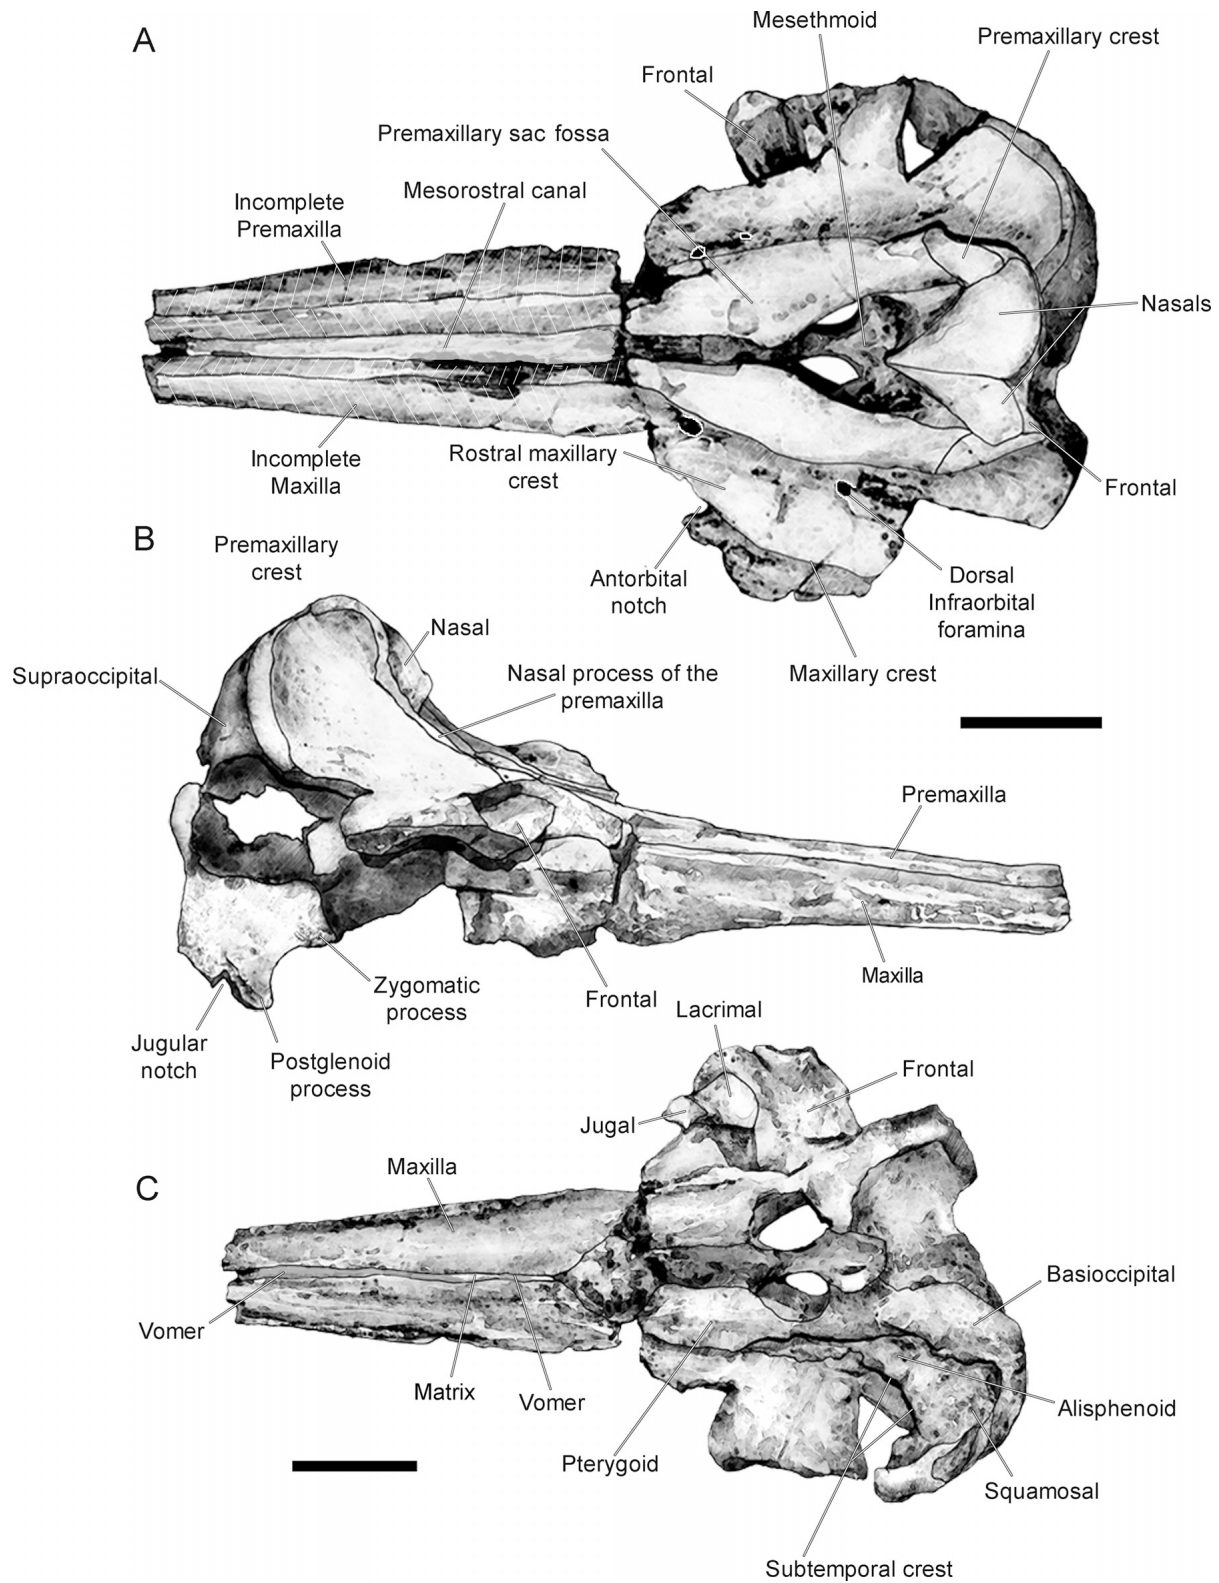 A
Mesethmoid
Premaxillary crest
Frontal
Premaxillary sac fossa
Mesorostral canal
Incomplete
Premaxilla
Nasals
Incomplete
Maxilla
Rostral maxillary
crest
Frontal
Antorbital
notch
Dorsal
Infraorbital
foramina
Maxillary crest
B
Premaxillary
crest
Nasal
Supraoccipital
Nasal process of the
premaxilla
Premaxilla
Maxilla
Zygomatic
process
Frontal
Jugular
notch
Postglenoid
process
C
Lacrimal
Frontal
Jugal
Maxilla
Basioccipital
Vomer
Matrix
Vomer
Alisphenoid
Pterygoid
Squamosal
Subtemporal crest